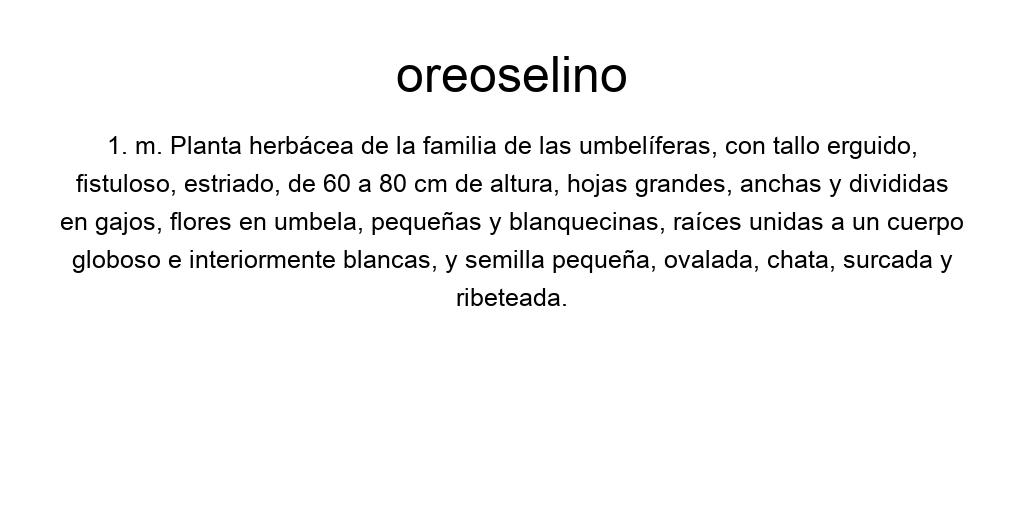 oreoselino
1. m. Planta herbácea de la familia de las umbelíferas, con tallo erguido,
fistuloso, estriado, de 60 a 80 cm de altura, hojas grandes, anchas y divididas
en gajos, flores en umbela, pequeñas y blanquecinas, raíces unidas a un cuerpo
globoso e interiormente blancas, y semilla pequeña, ovalada, chata, surcada y
ribeteada.